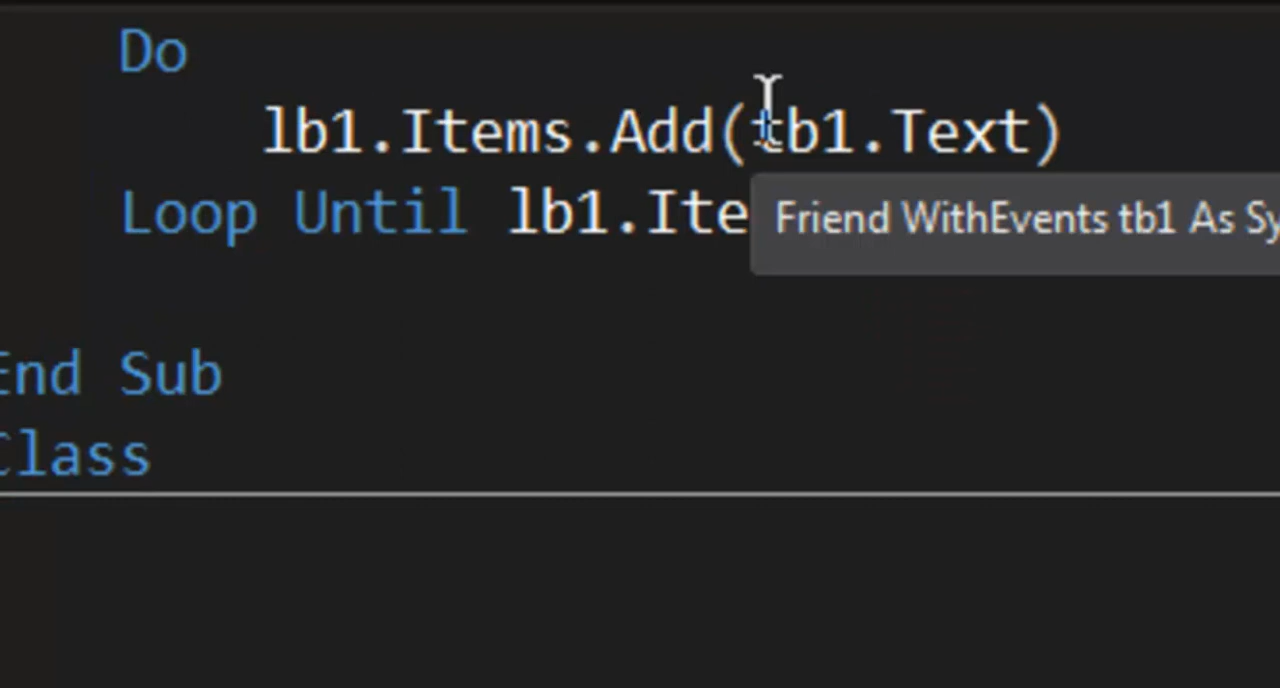 Do
lb1.Items.Add(tb1.Text)
Loop Until lb1.Ite
Friend WithEvents tb1 As Sy
End Sub
Class